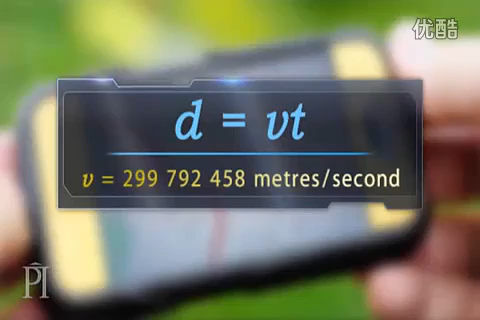 优酷
d = vt
v = 299 792 458 metres/second
PI